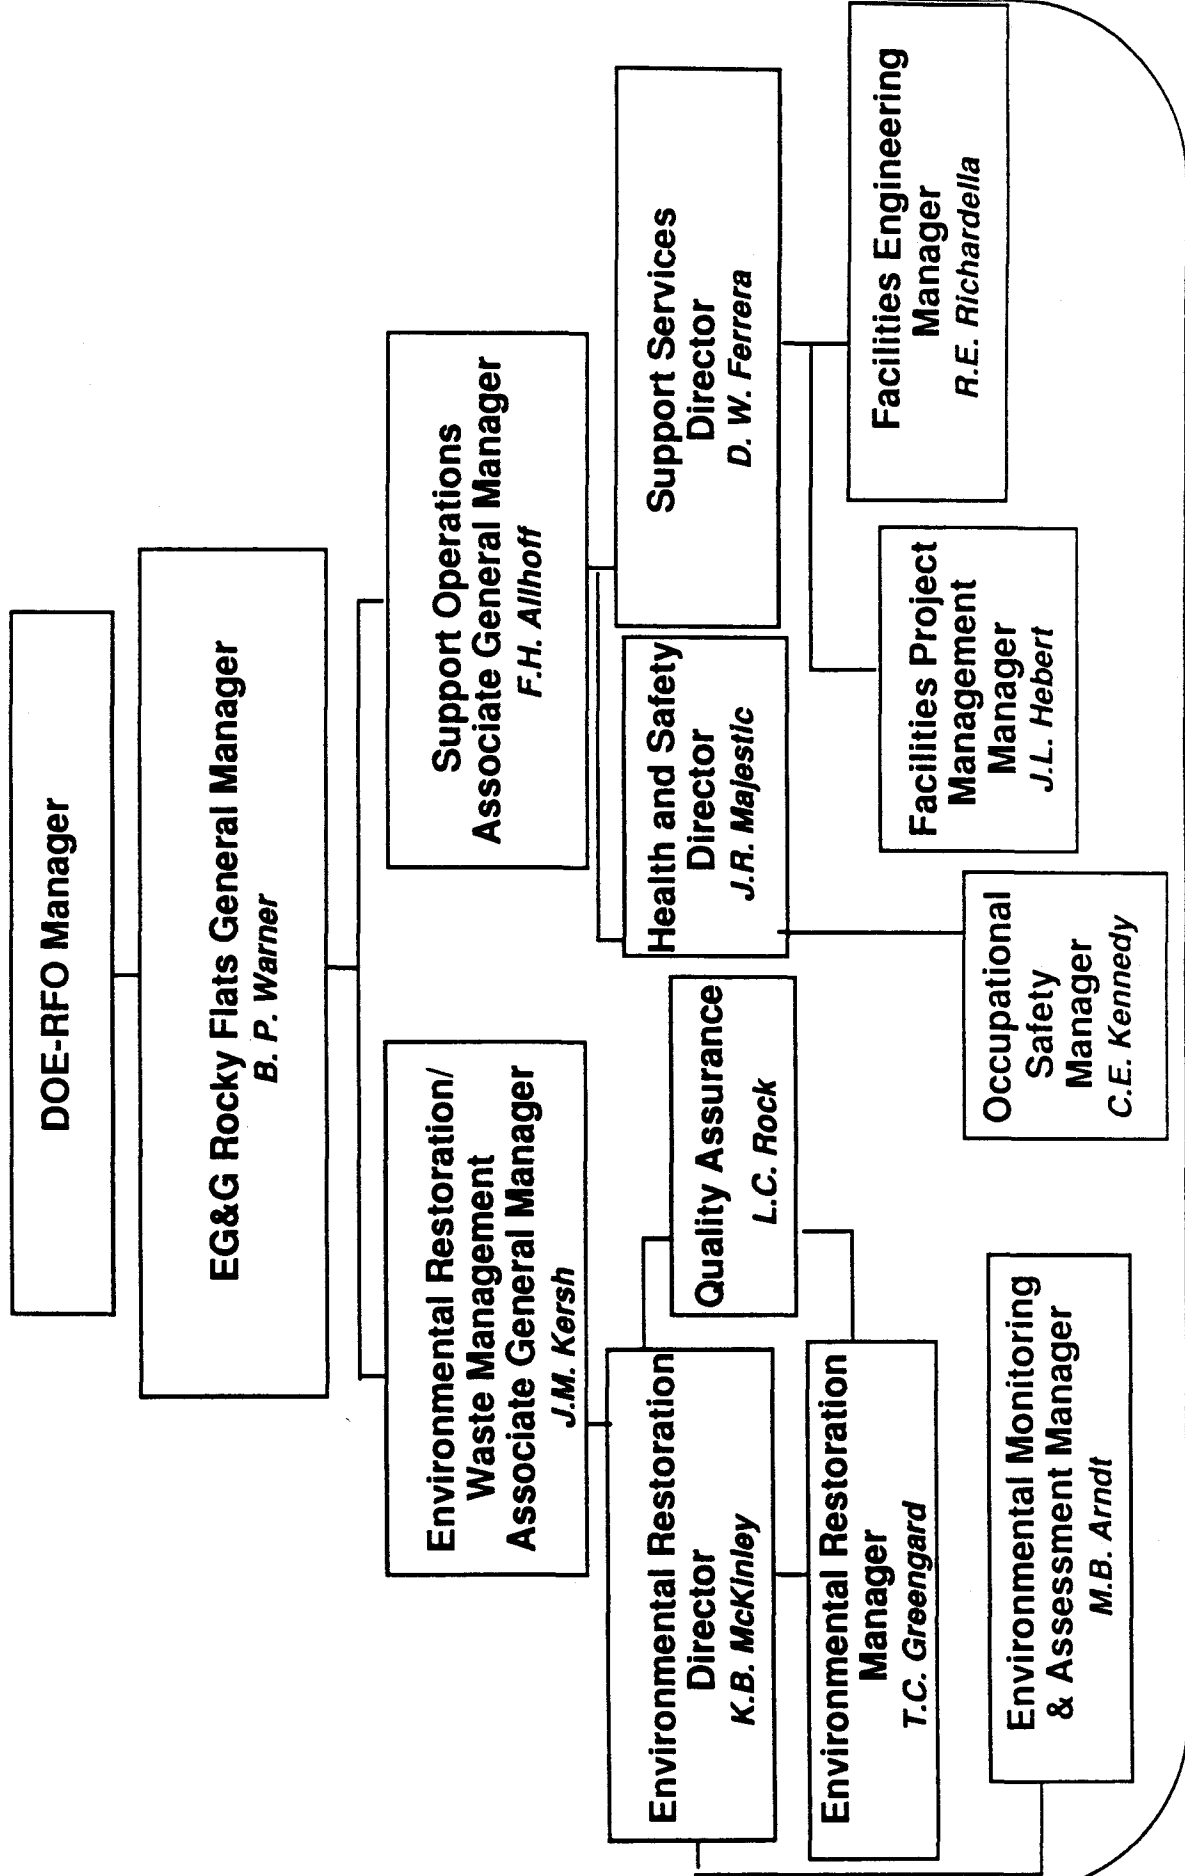 DOE-RFO Manager
EG&G Rocky Flats General Manager
B. P. Warner
Environmental Restoration/
Waste Management
Associate General Manager
J.M. Kersh
Support Operations
Associate General Manager
F.H. Allhoff
Environmental Restoration
Director
K.B. McKinley
Quality Assurance
L.C. Rock
Health and Safety
Director
J.R. Majestic
Support Services
Director
D. W. Ferrera
Environmental Restoration
Manager
T.C. Greengard
Environmental Monitoring
& Assessment Manager
M.B. Arndt
Occupational
Safety
Manager
C.E. Kennedy
Facilities Project
Management
Manager
J.L. Hebert
Facilities Engineering
Manager
R.E. Richardella